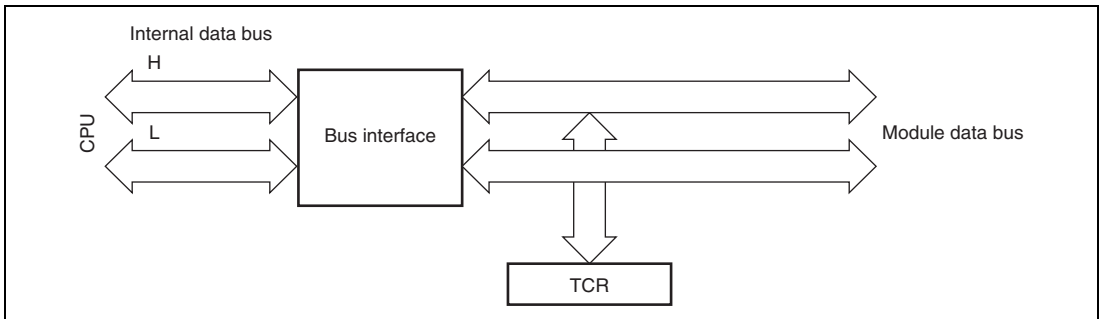 Internal data bus
H
CPU
L
Bus interface
Module data bus
TCR